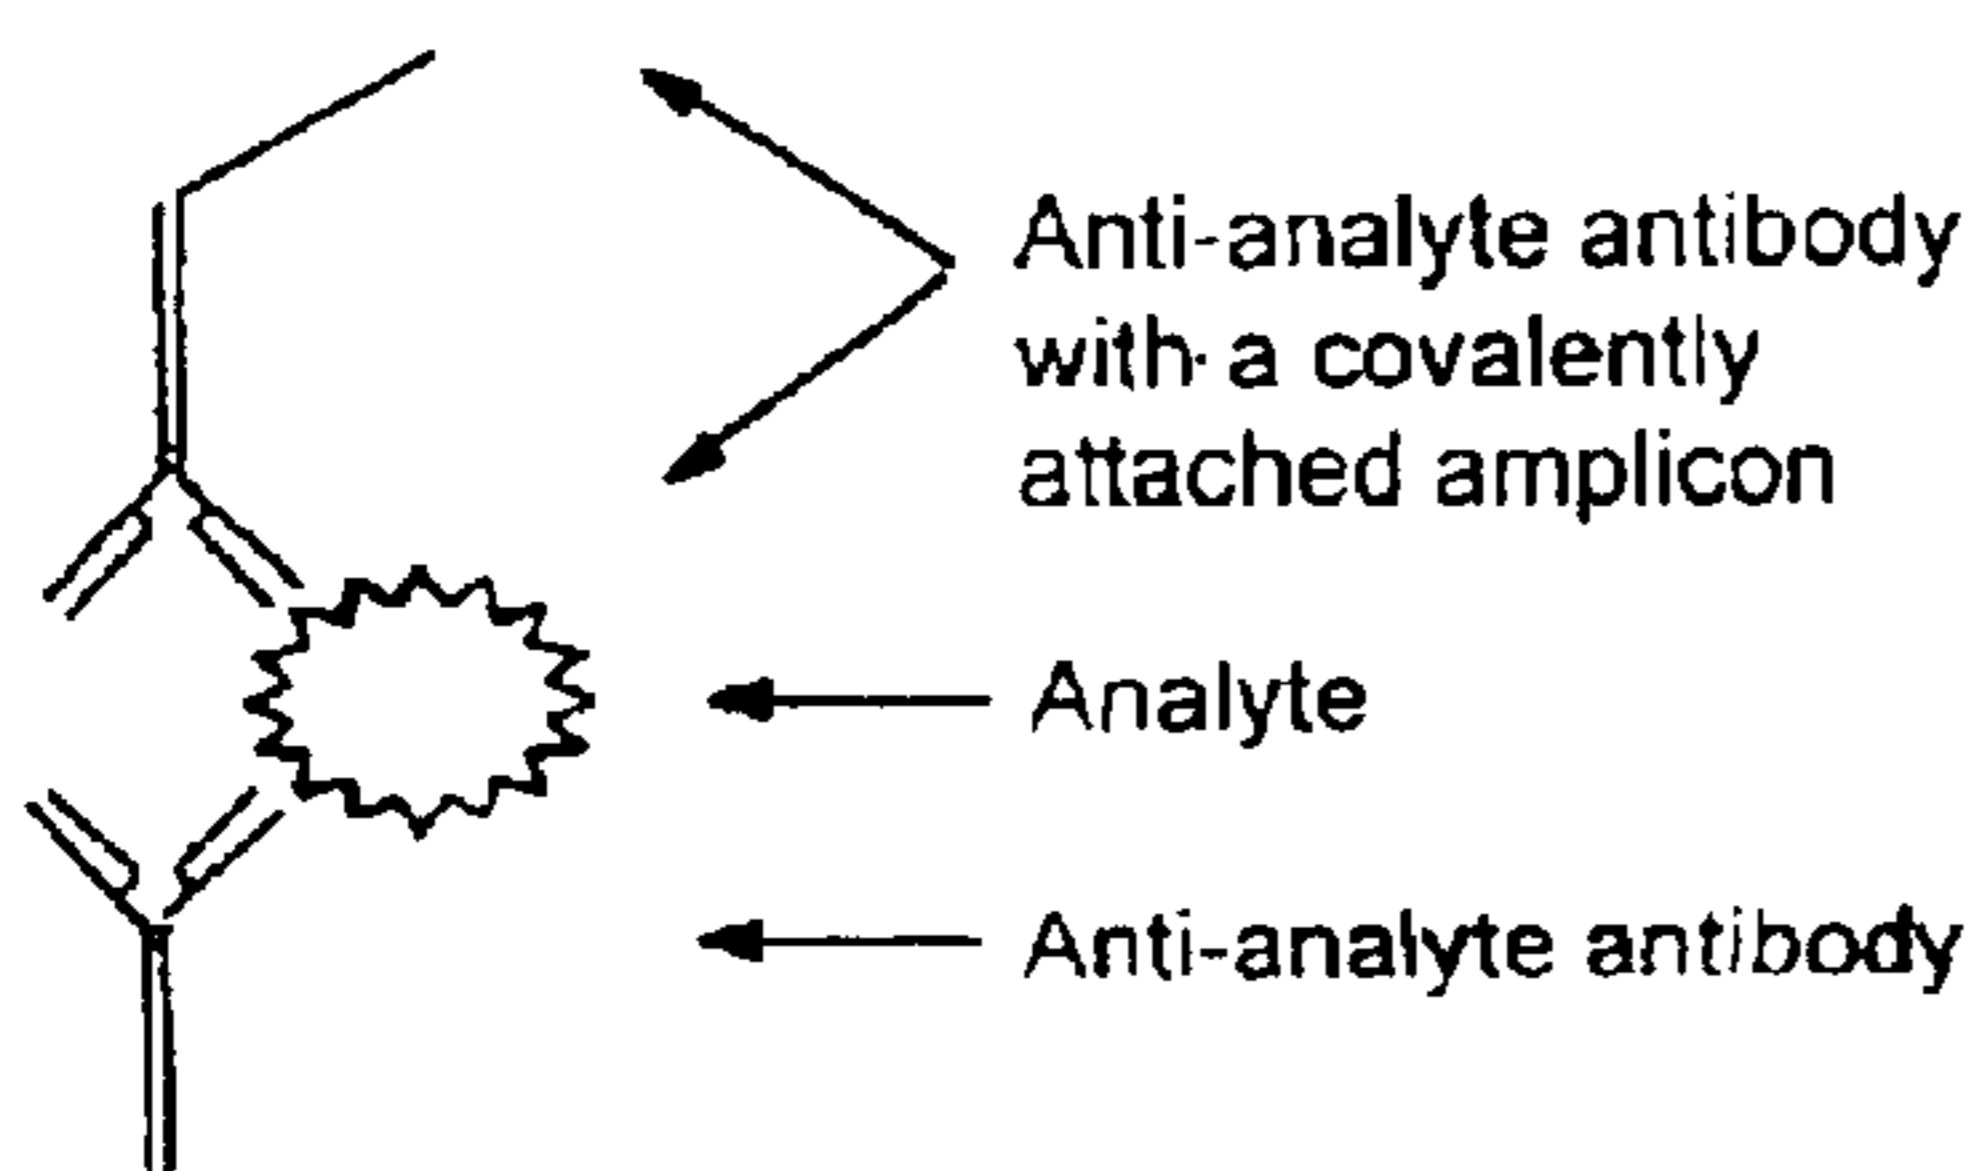 Anti-analyte antibody
with a covalently
attached amplicon
Analyte
Anti-analyte antibody